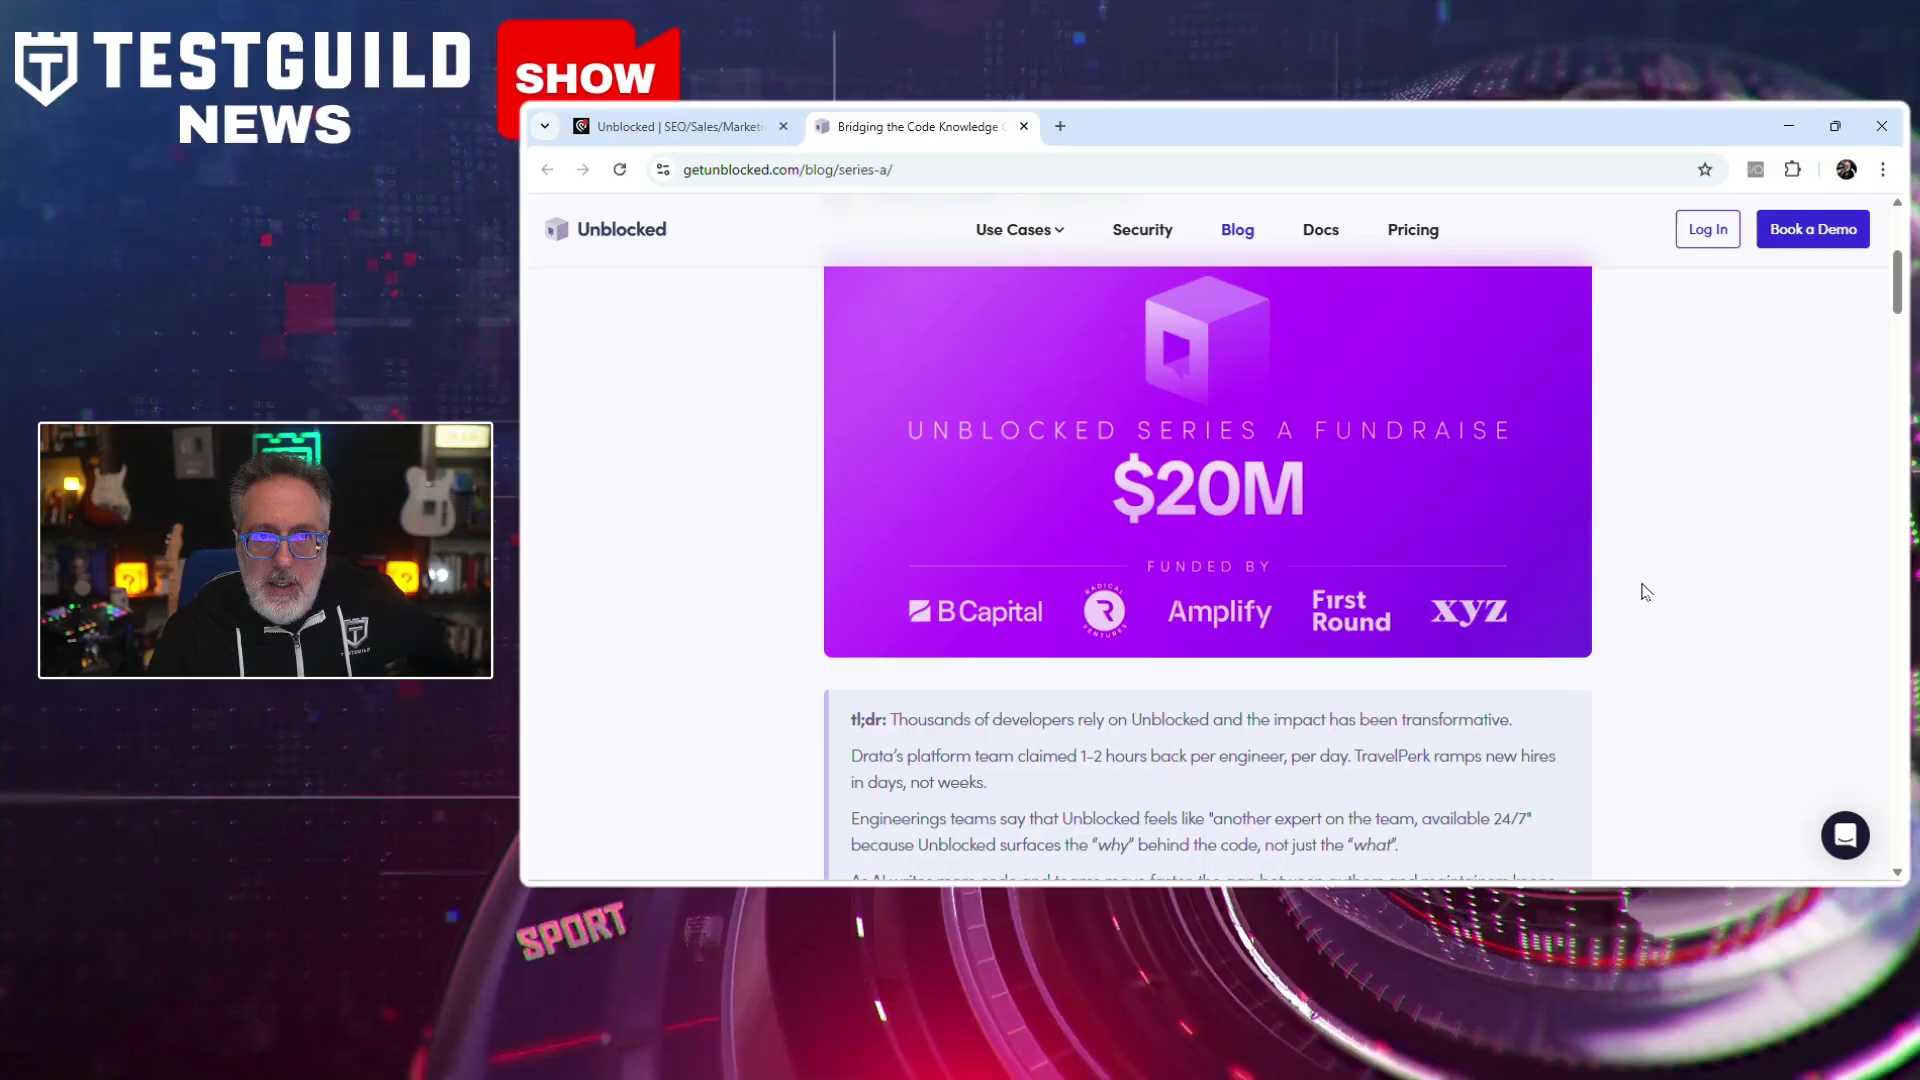 TESTGUILD
NEWS
SHOW
Unblocked | SEO/Sales/Marketi
Bridging the Code Knowledge
getunblocked.com/blog/series-a/
Unblocked
Use Cases
Security
Blog
Docs
Pricing
Log In
Book a Demo
UNBLOCKED SERIES A FUNDRAISE
$20M
FUNDED BY
B Capital
RADICAL
R
VENTURES
Amplify
First
Round
xyz
tl;dr: Thousands of developers rely on Unblocked and the impact has been transformative.
Drata’s platform team claimed 1-2 hours back per engineer, per day. TravelPerk ramps new hires
in days, not weeks.
Engineerings teams say that Unblocked feels like "another expert on the team, available 24/7"
because Unblocked surfaces the “why” behind the code, not just the “what”.
SPORT